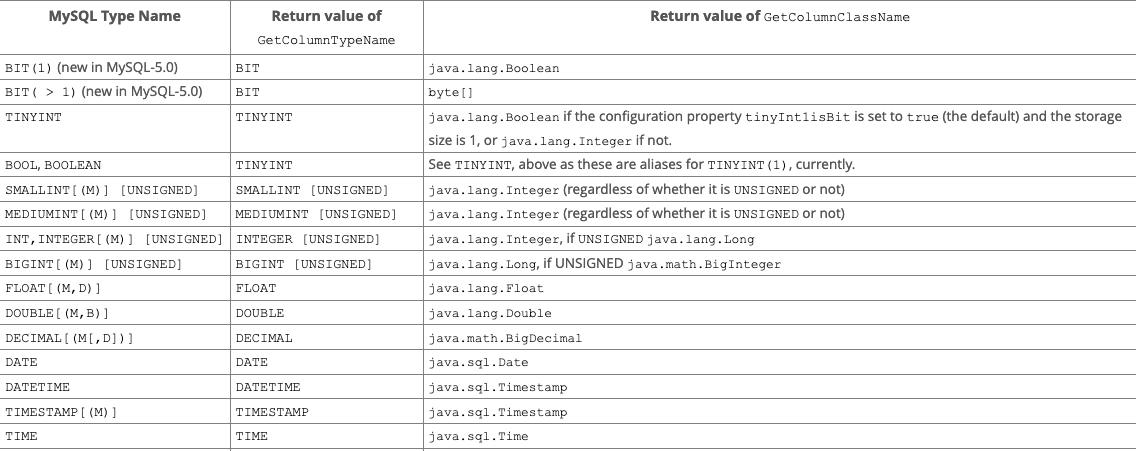 MySQL Type Name Return value of GetColumnTypeName Return value of GetColumnClassName
BIT(1) (new in MySQL-5.0) BIT java.lang.Boolean
BIT( > 1) (new in MySQL-5.0) BIT byte[]
TINYINT TINYINT java.lang.Boolean if the configuration property tinyInt1isBit is set to true (the default) and the storage
size is 1, or java.lang.Integer if not.
BOOL, BOOLEAN TINYINT See TINYINT, above as these are aliases for TINYINT(1), currently.
SMALLINT[(M)] [UNSIGNED] SMALLINT [UNSIGNED] java.lang.Integer (regardless of whether it is UNSIGNED or not)
MEDIUMINT[(M)] [UNSIGNED] MEDIUMINT [UNSIGNED] java.lang.Integer (regardless of whether it is UNSIGNED or not)
INT,INTEGER[(M)] [UNSIGNED] INTEGER [UNSIGNED] java.lang.Integer, if UNSIGNED java.lang.Long
BIGINT[(M)] [UNSIGNED] BIGINT [UNSIGNED] java.lang.Long, if UNSIGNED java.math.BigInteger
FLOAT[(M,D)] FLOAT java.lang.Float
DOUBLE[(M,B)] DOUBLE java.lang.Double
DECIMAL[(M[,D])] DECIMAL java.math.BigDecimal
DATE DATE java.sql.Date
DATETIME DATETIME java.sql.Timestamp
TIMESTAMP[(M)] TIMESTAMP java.sql.Timestamp
TIME TIME java.sql.Time